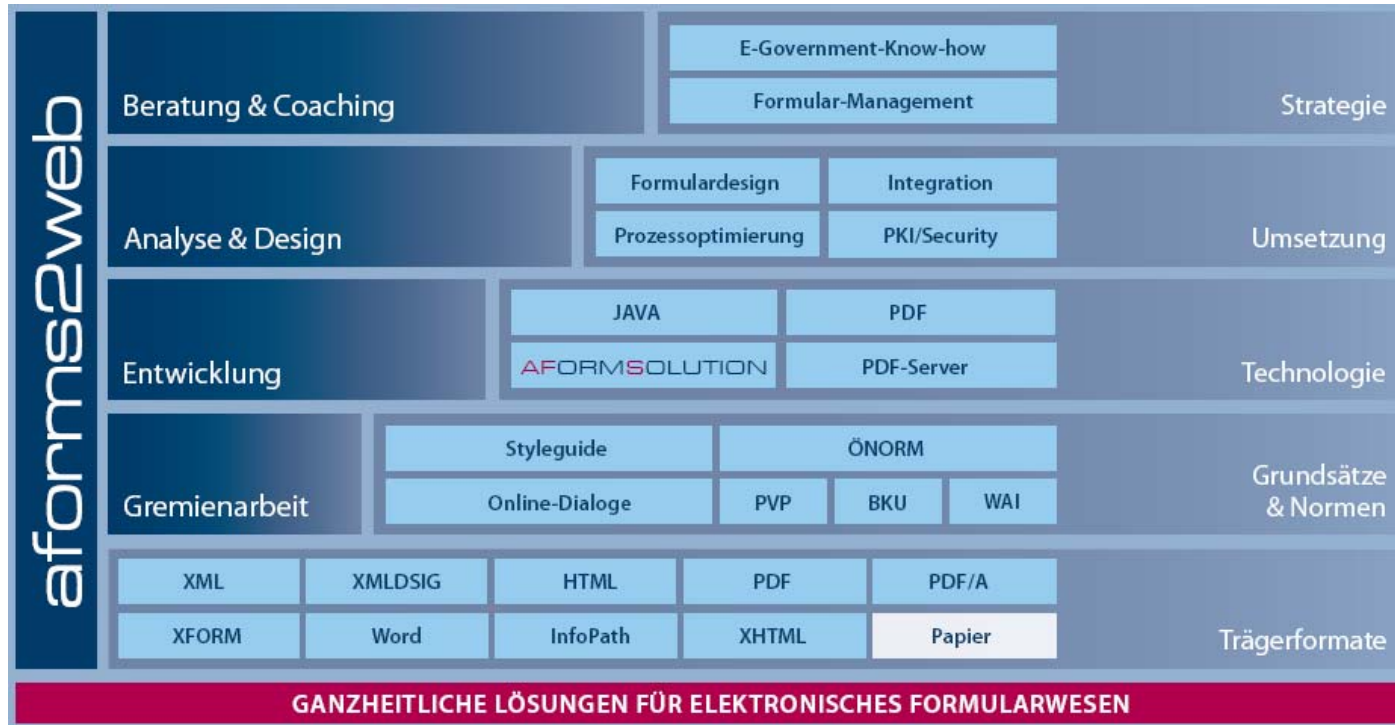 aforms2web
Beratung & Coaching
E-Government-Know-how
Formular-Management
Strategie
Analyse & Design
Formulardesign
Integration
Prozessoptimierung
PKI/Security
Umsetzung
Entwicklung
JAVA
PDF
AFORMSOLUTION
PDF-Server
Technologie
Gremienarbeit
Styleguide
ÖNORM
Online-Dialoge
PVP
BKU
WAI
Grundsätze
& Normen
XML
XMLDSIG
HTML
PDF
PDF/A
XFORM
Word
InfoPath
XHTML
Papier
Trägerformate
GANZHEITLICHE LÖSUNGEN FÜR ELEKTRONISCHES FORMULARWESEN